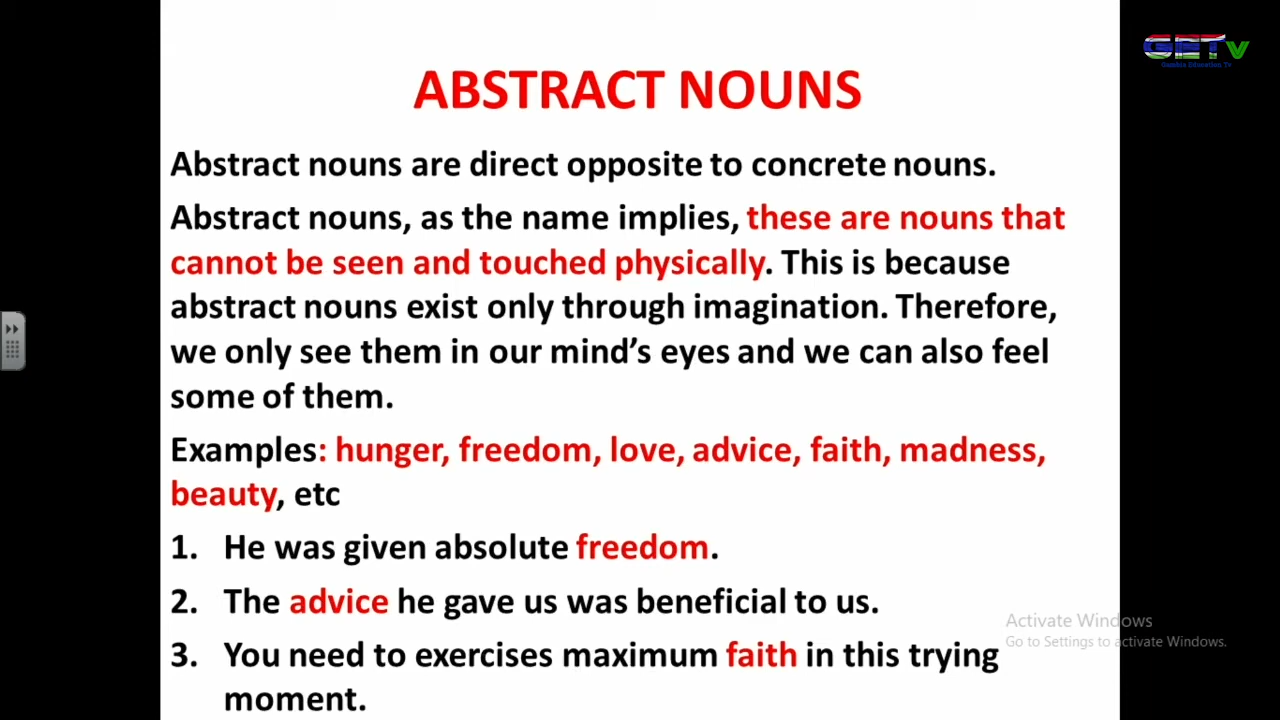 GETv
Gambia Education Tv
ABSTRACT NOUNS
Abstract nouns are direct opposite to concrete nouns.
Abstract nouns, as the name implies, these are nouns that
cannot be seen and touched physically. This is because
abstract nouns exist only through imagination. Therefore,
we only see them in our mind’s eyes and we can also feel
some of them.
Examples: hunger, freedom, love, advice, faith, madness,
beauty, etc
1. He was given absolute freedom.
2. The advice he gave us was beneficial to us.
3. You need to exercises maximum faith in this trying
moment.
Activate Windows
Go to Settings to activate Windows.